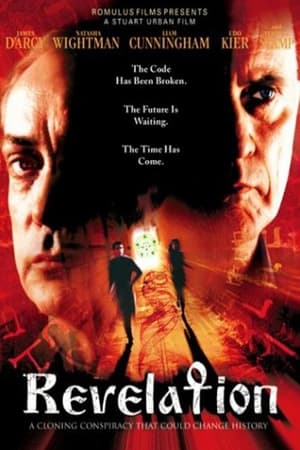 ROMULUS FILMS PRESENTS
A STUART URBAN FILM
JAMES NATASHA LIAM UDO
D'ARCY WIGHTMAN CUNNINGHAM KIER STAMP
The Code
Has Been Broken.
The Future Is
Waiting.
The Time Has
Come.
Revelation
A CLONING CONSPIRACY THAT COULD CHANGE HISTORY